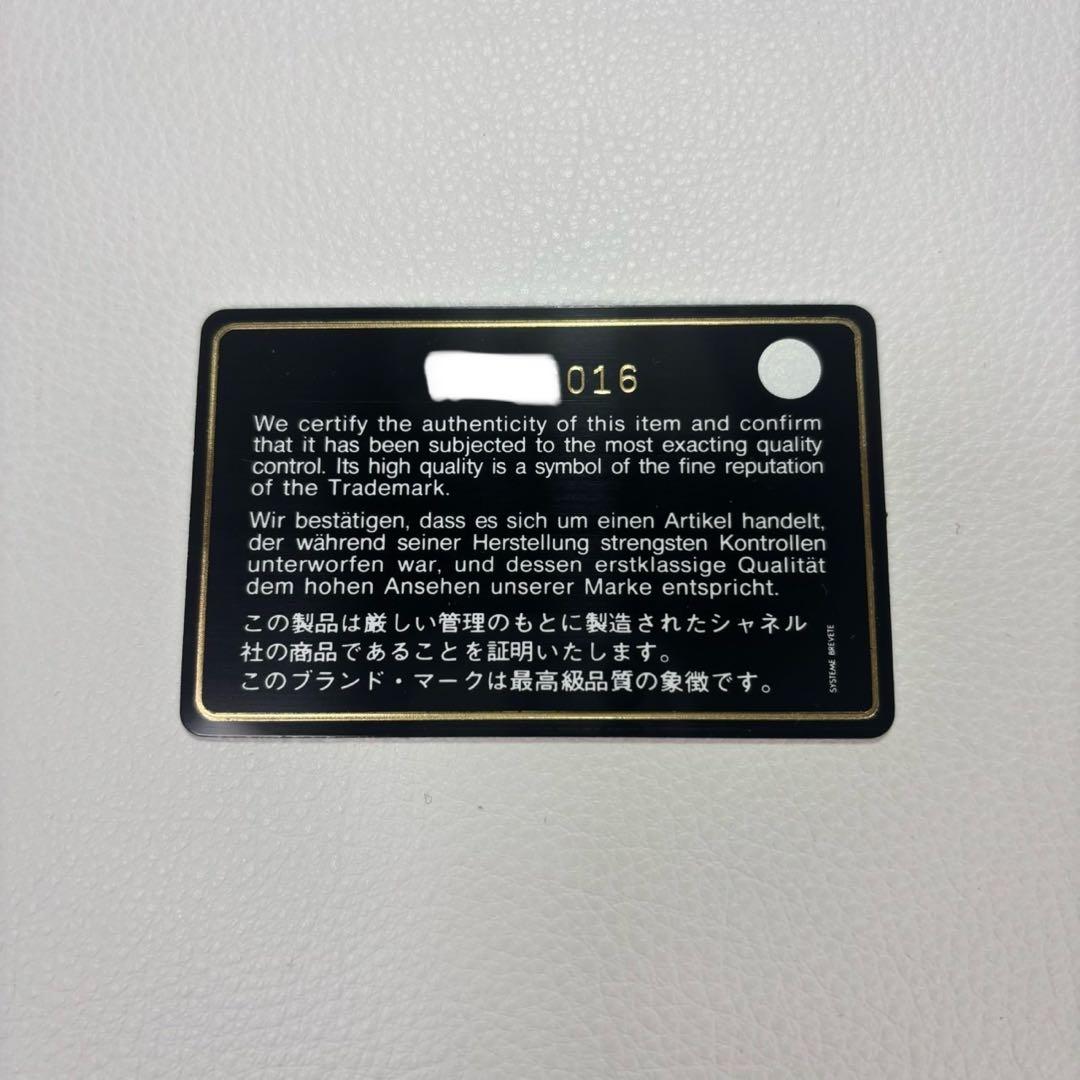 016
We certify the authenticity of this item and confirm
that it has been subjected to the most exacting quality
control. Its high quality is a symbol of the fine reputation
of the Trademark.
Wir bestätigen, dass es sich um einen Artikel handelt,
der während seiner Herstellung strengsten Kontrollen
unterworfen war, und dessen erstklassige Qualität
dem hohen Ansehen unserer Marke entspricht.
この製品は厳しい管理のもとに製造されたシャネル
社の商品であることを証明いたします。
このブランド・マークは最高級品質の象徴です。
SYSTEME BREVETE